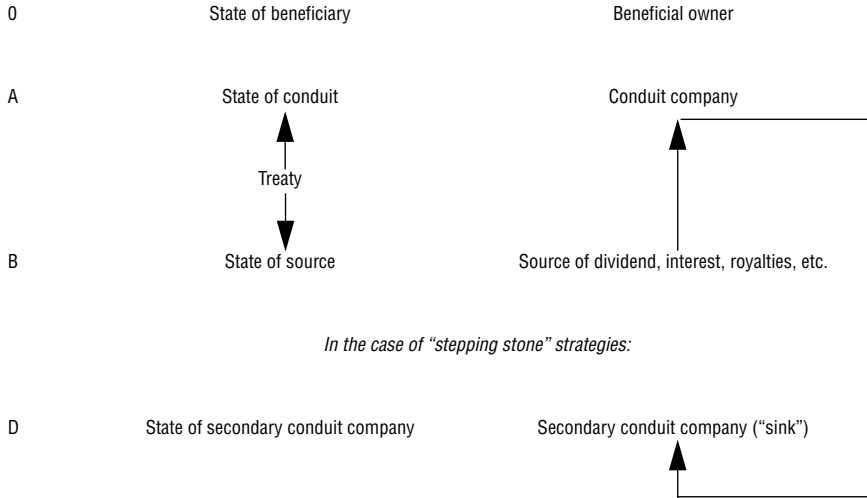 0 State of beneficiary Beneficial owner
A State of conduit Conduit company
Treaty
B State of source Source of dividend, interest, royalties, etc.
In the case of “stepping stone” strategies:
D State of secondary conduit company Secondary conduit company (“sink”)